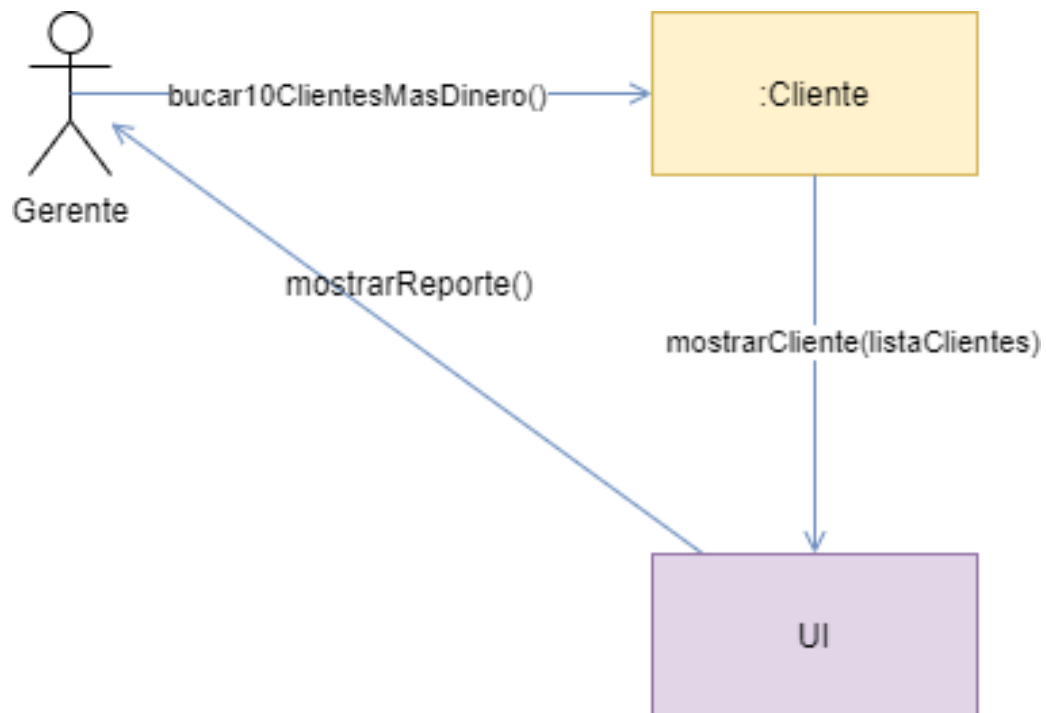 bucar10ClientesMasDinero()
:Cliente
Gerente
mostrarReporte()
mostrarCliente(listaClientes)
UI